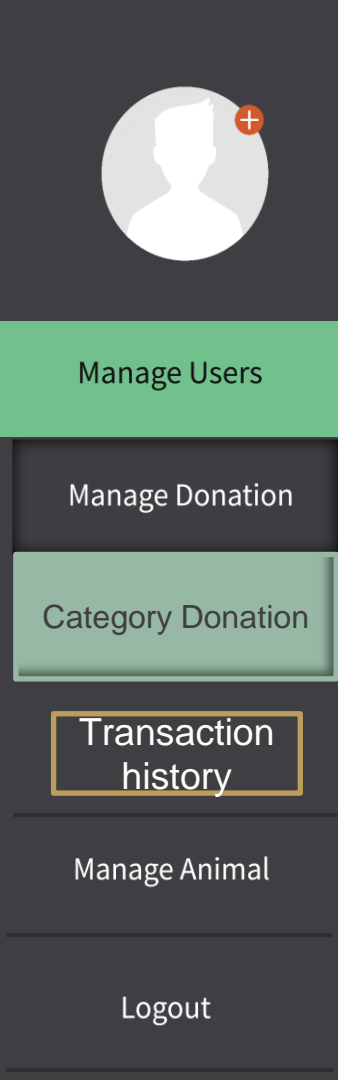 Manage Users
Manage Donation
Category Donation
Transaction
history
Manage Animal
Logout